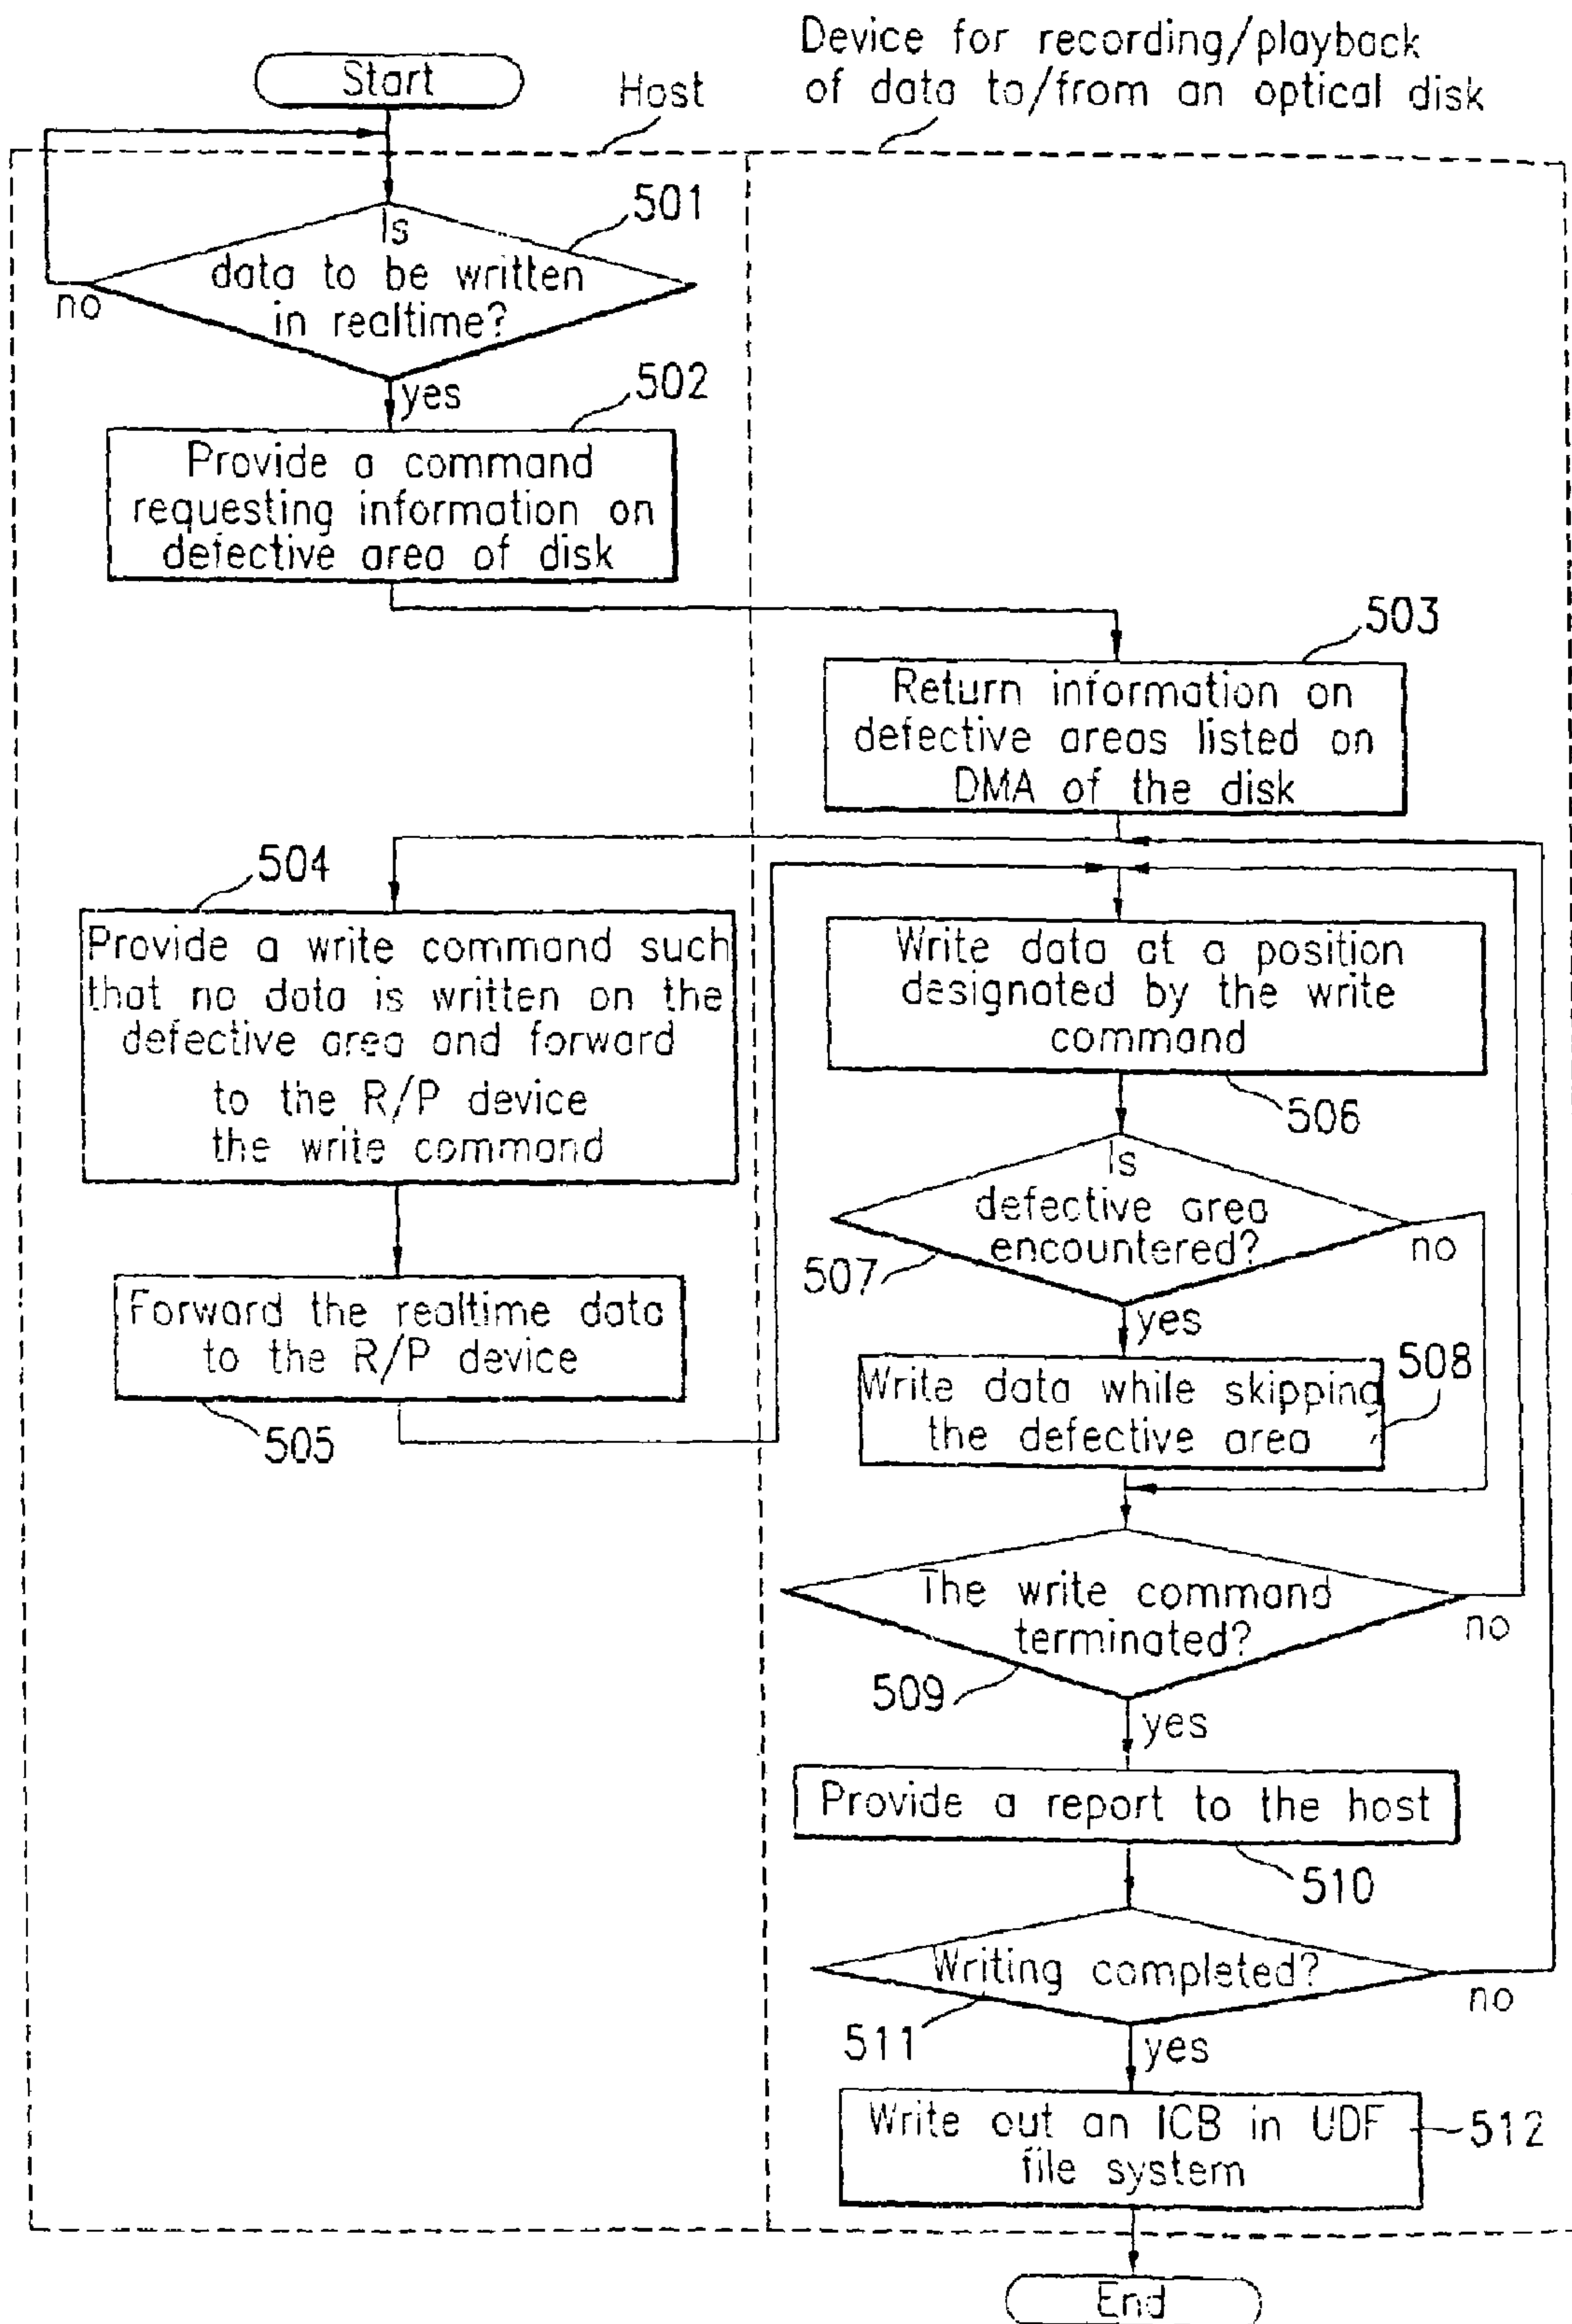 Device for recording/playback
of data to/from an optical disk
Start
Host
501
Is
data to be written
in realtime?
no
yes
502
Provide a command
requesting information on
defective area of disk
503
Return information on
defective areas listed on
DMA of the disk
504
Provide a write command such
that no data is written on the
defective area and forward
to the R/P device
the write command
Forward the realtime data
to the R/P device
505
Write data at a position
designated by the write
command
506
Is
defective area
encountered?
507
no
yes
508
Write data while skipping
the defective area
The write command
terminated?
509
no
yes
Provide a report to the host
510
Writing completed?
511
no
yes
Write out an ICB in UDF
file system
512
End